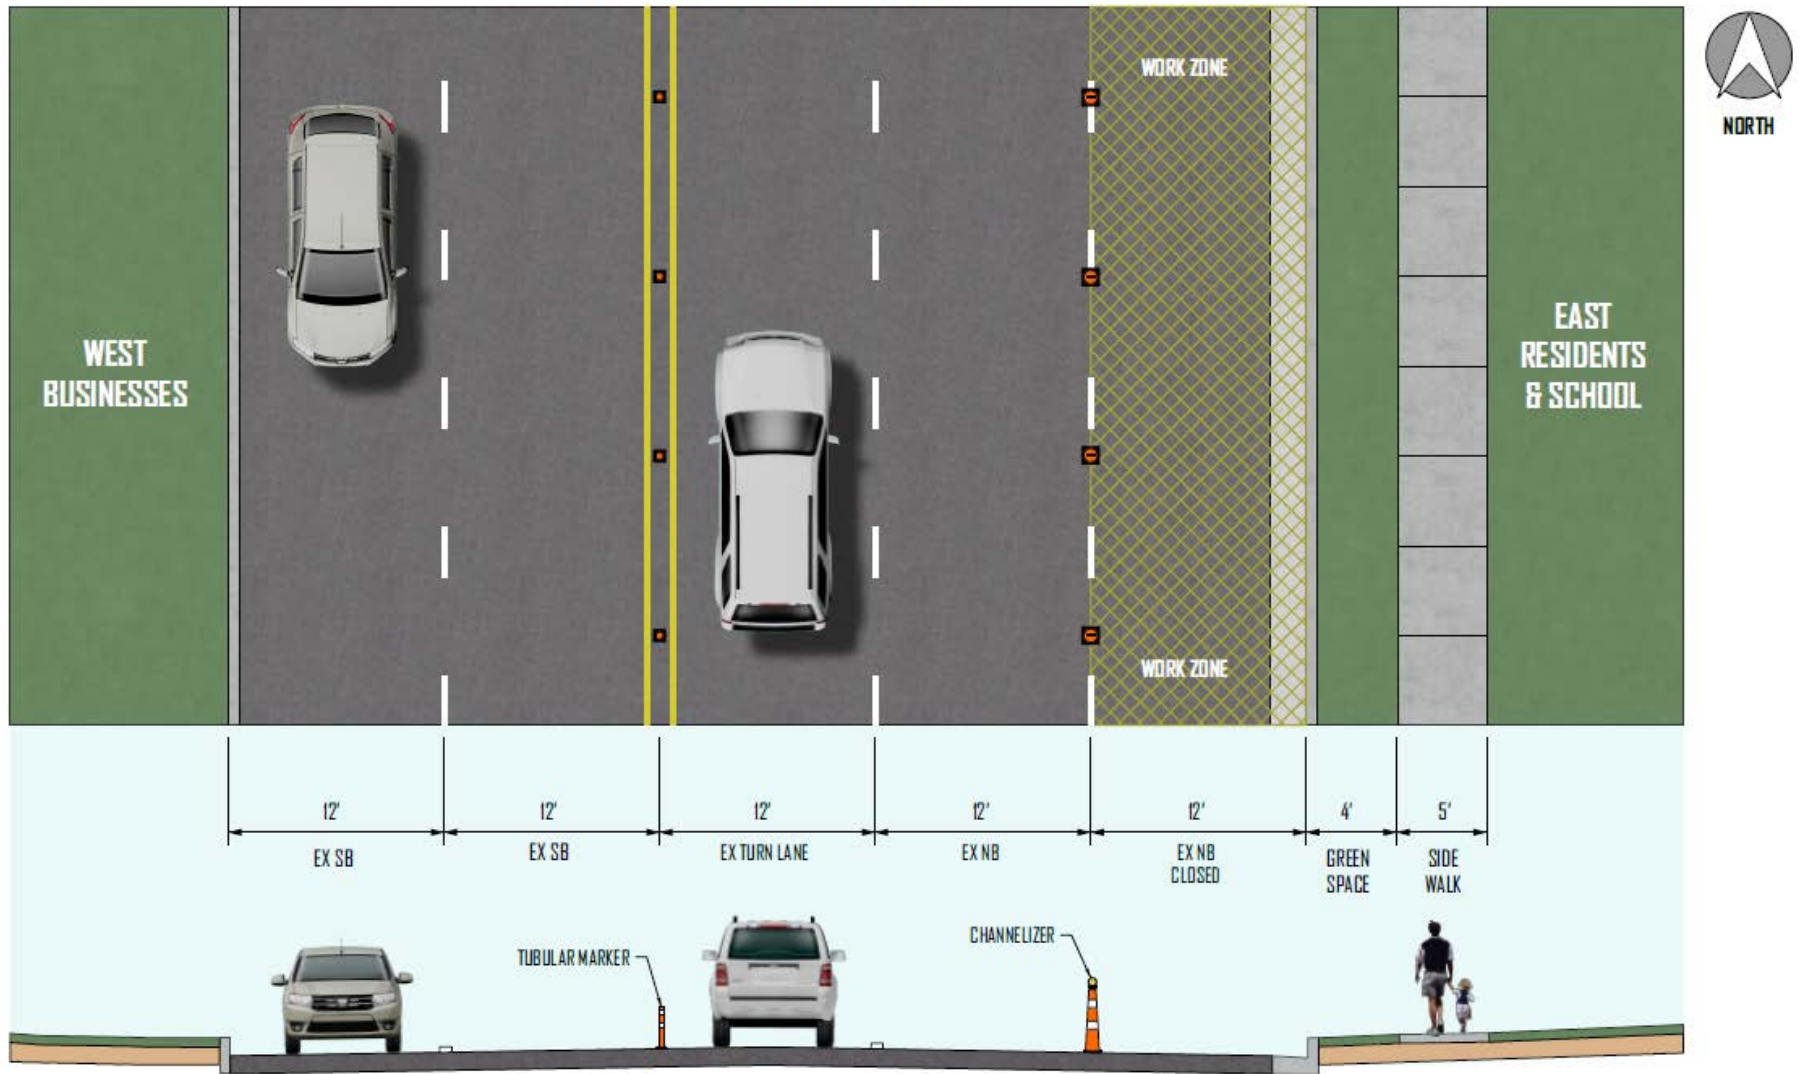 WORK ZONE
NORTH
WEST
BUSINESSES
EAST
RESIDENTS
& SCHOOL
WORK ZONE
12'
12'
12'
12'
12'
4'
5'
EX SB
EX SB
EX TURN LANE
EX NB
EX NB
CLOSED
GREEN
SPACE
SIDE
WALK
TUBULAR MARKER
CHANNELIZER